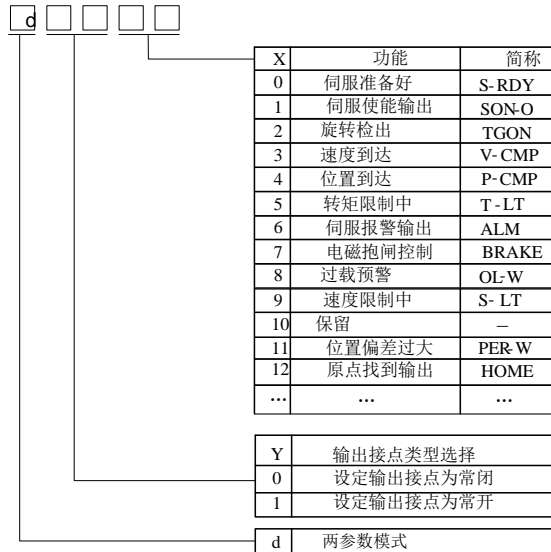 d
X 功能 简称
0 伺服准备好 S-RDY
1 伺服使能输出 SON-O
2 旋转检出 TGON
3 速度到达 V-CMP
4 位置到达 P-CMP
5 转矩限制中 T-LT
6 伺服报警输出 ALM
7 电磁抱闸控制 BRAKE
8 过载预警 OL-W
9 速度限制中 S-LT
10 保留 –
11 位置偏差过大 PER-W
12 原点找到输出 HOME
... ... ...
Y 输出接点类型选择
0 设定输出接点为常闭
1 设定输出接点为常开
d 两参数模式